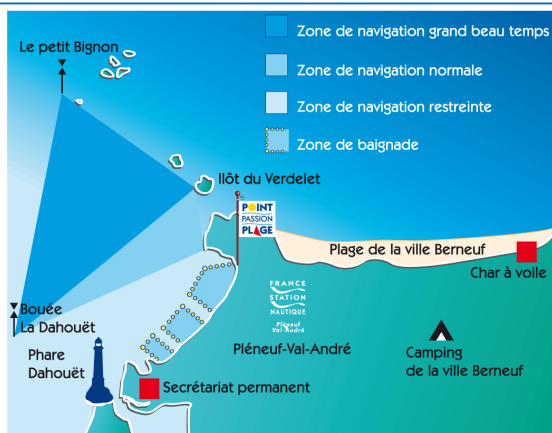 Zone de navigation grand beau temps
Le petit Bignon
Zone de navigation normale
Zone de navigation restreinte
Zone de baignade
Ilôt du Verdelet
POINT
PASSION
PLAGE
Plage de la ville Berneuf
Char à voile
FRANCE
STATION
NAUTIQUE
Pléneuf
Val-André
Bouée
La Dahouët
Phare
Dahouët
Pléneuf-Val-André
Camping
de la ville Berneuf
Secrétariat permanent